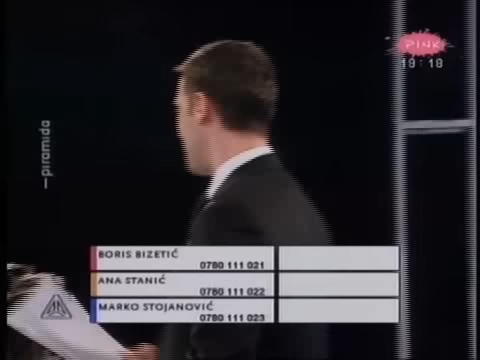 PINK
19:18
piramida
BORIS BIZETIĆ
0780 111 021
ANA STANIĆ
0780 111 022
MARKO STOJANOVIĆ
0780 111 023